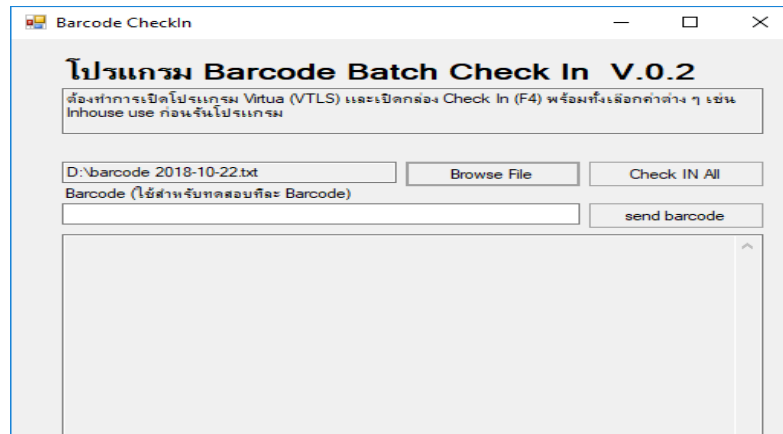 Barcode CheckIn
โปรแกรม Barcode Batch Check In V.0.2
ต้องทำการเปิดโปรแกรม Virtua (VTLS) และเปิดกล่อง Check In (F4) พร้อมทั้งเลือกค่าต่าง ๆ เช่น
Inhouse use ก่อนรันโปรแกรม
D:\barcode 2018-10-22.txt
Browse File
Check IN All
Barcode (ใช้สำหรับทดสอบทีละ Barcode)
send barcode